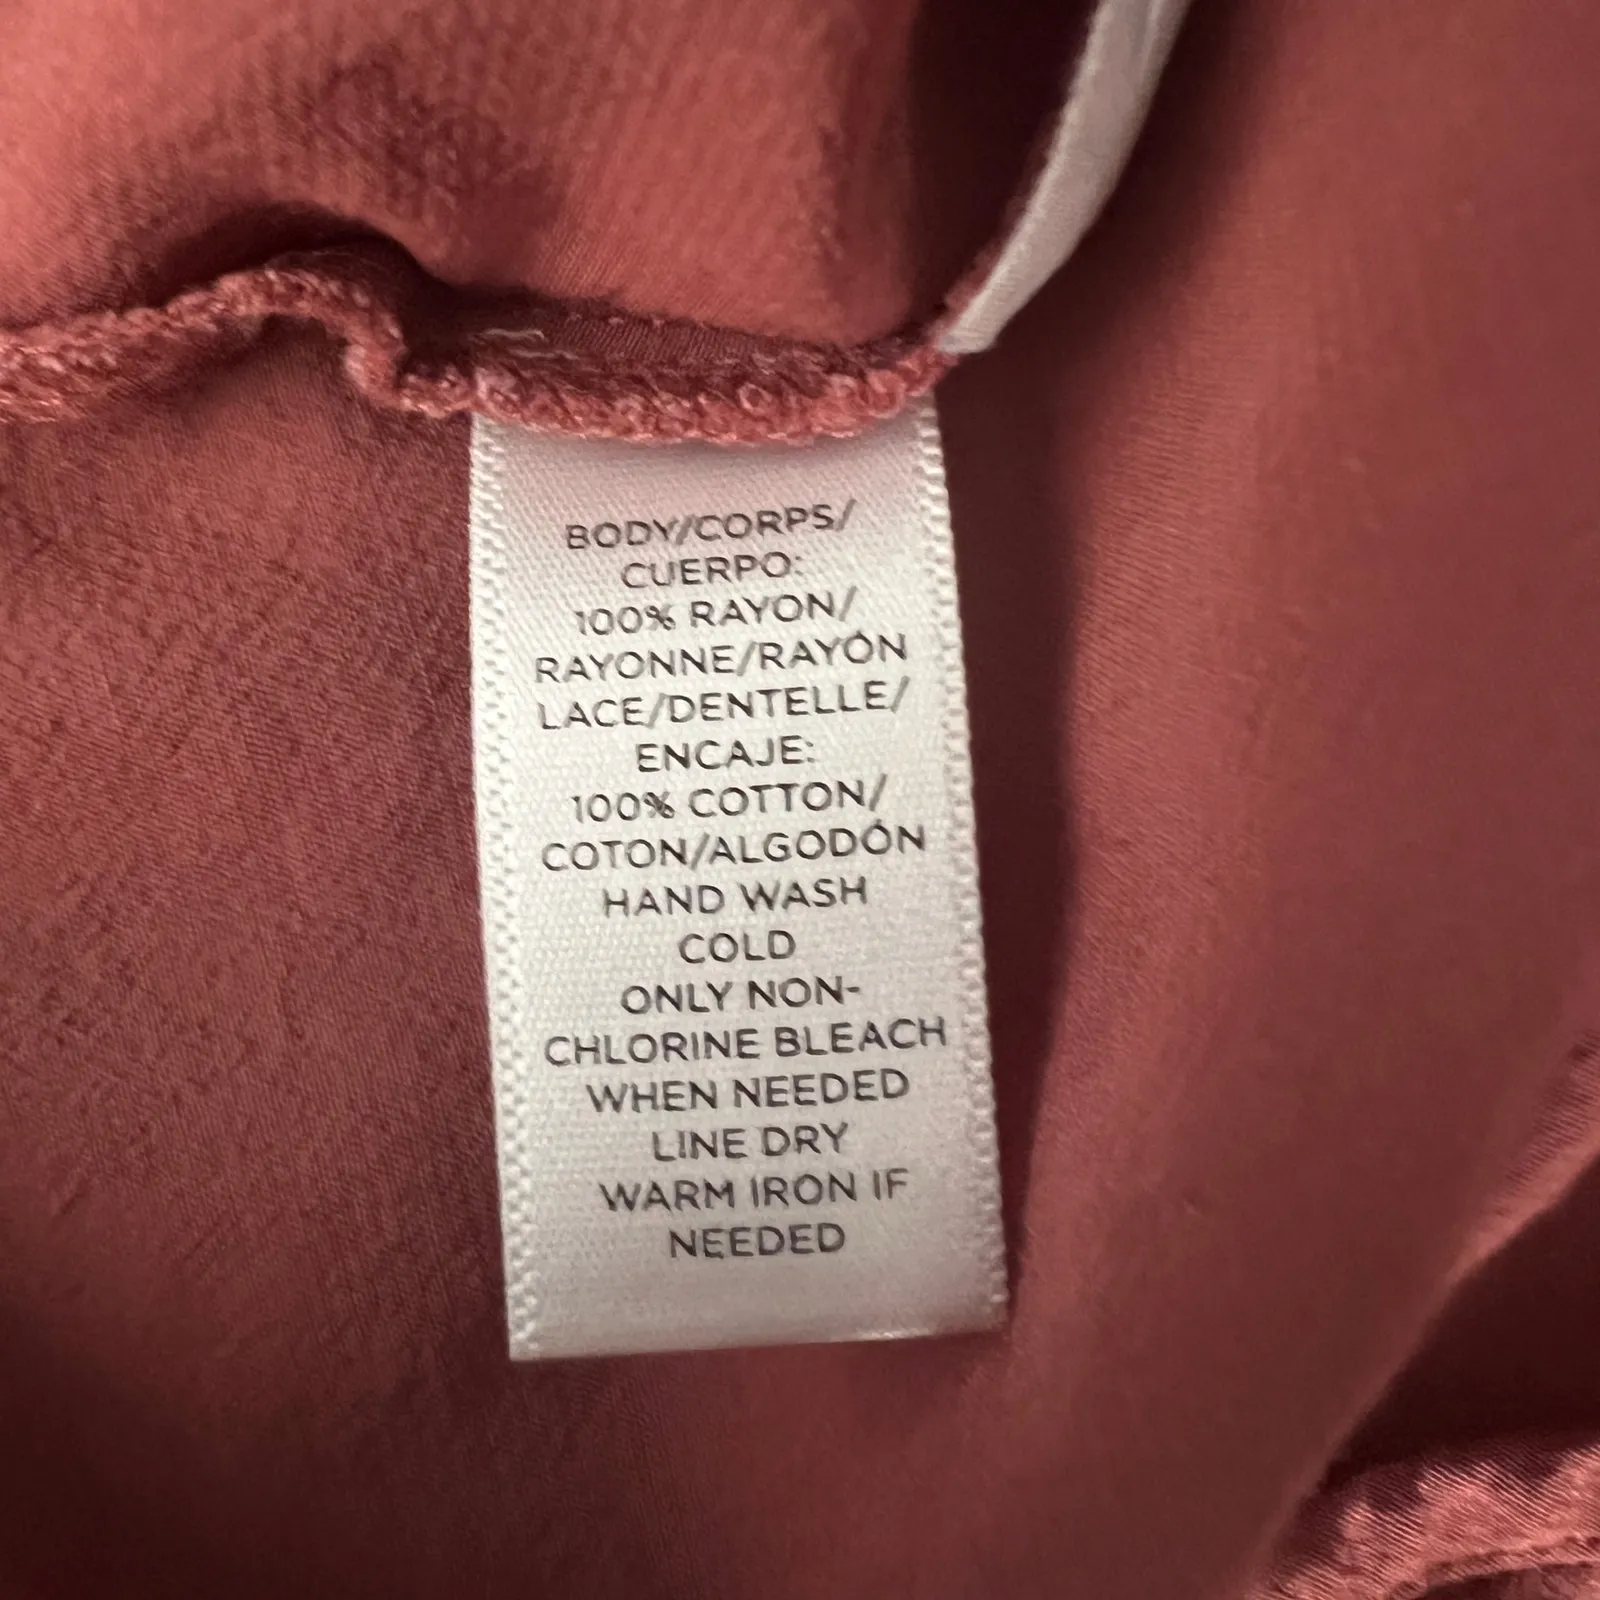 BODY/CORPS/
CUERPO:
100% RAYON/
RAYONNE/RAYÓN
LACE/DENTELLE/
ENCAJE:
100% COTTON/
COTON/ALGODÓN
HAND WASH
COLD
ONLY NON-
CHLORINE BLEACH
WHEN NEEDED
LINE DRY
WARM IRON IF
NEEDED